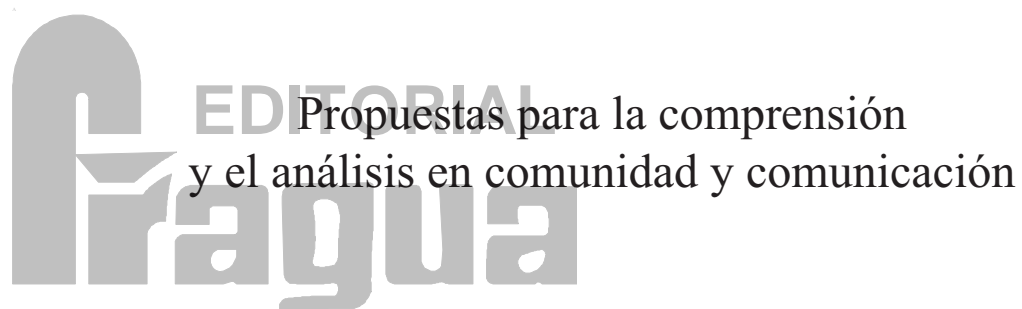 EDITORIAL
Fragua
Propuestas para la comprensión
y el análisis en comunidad y comunicación